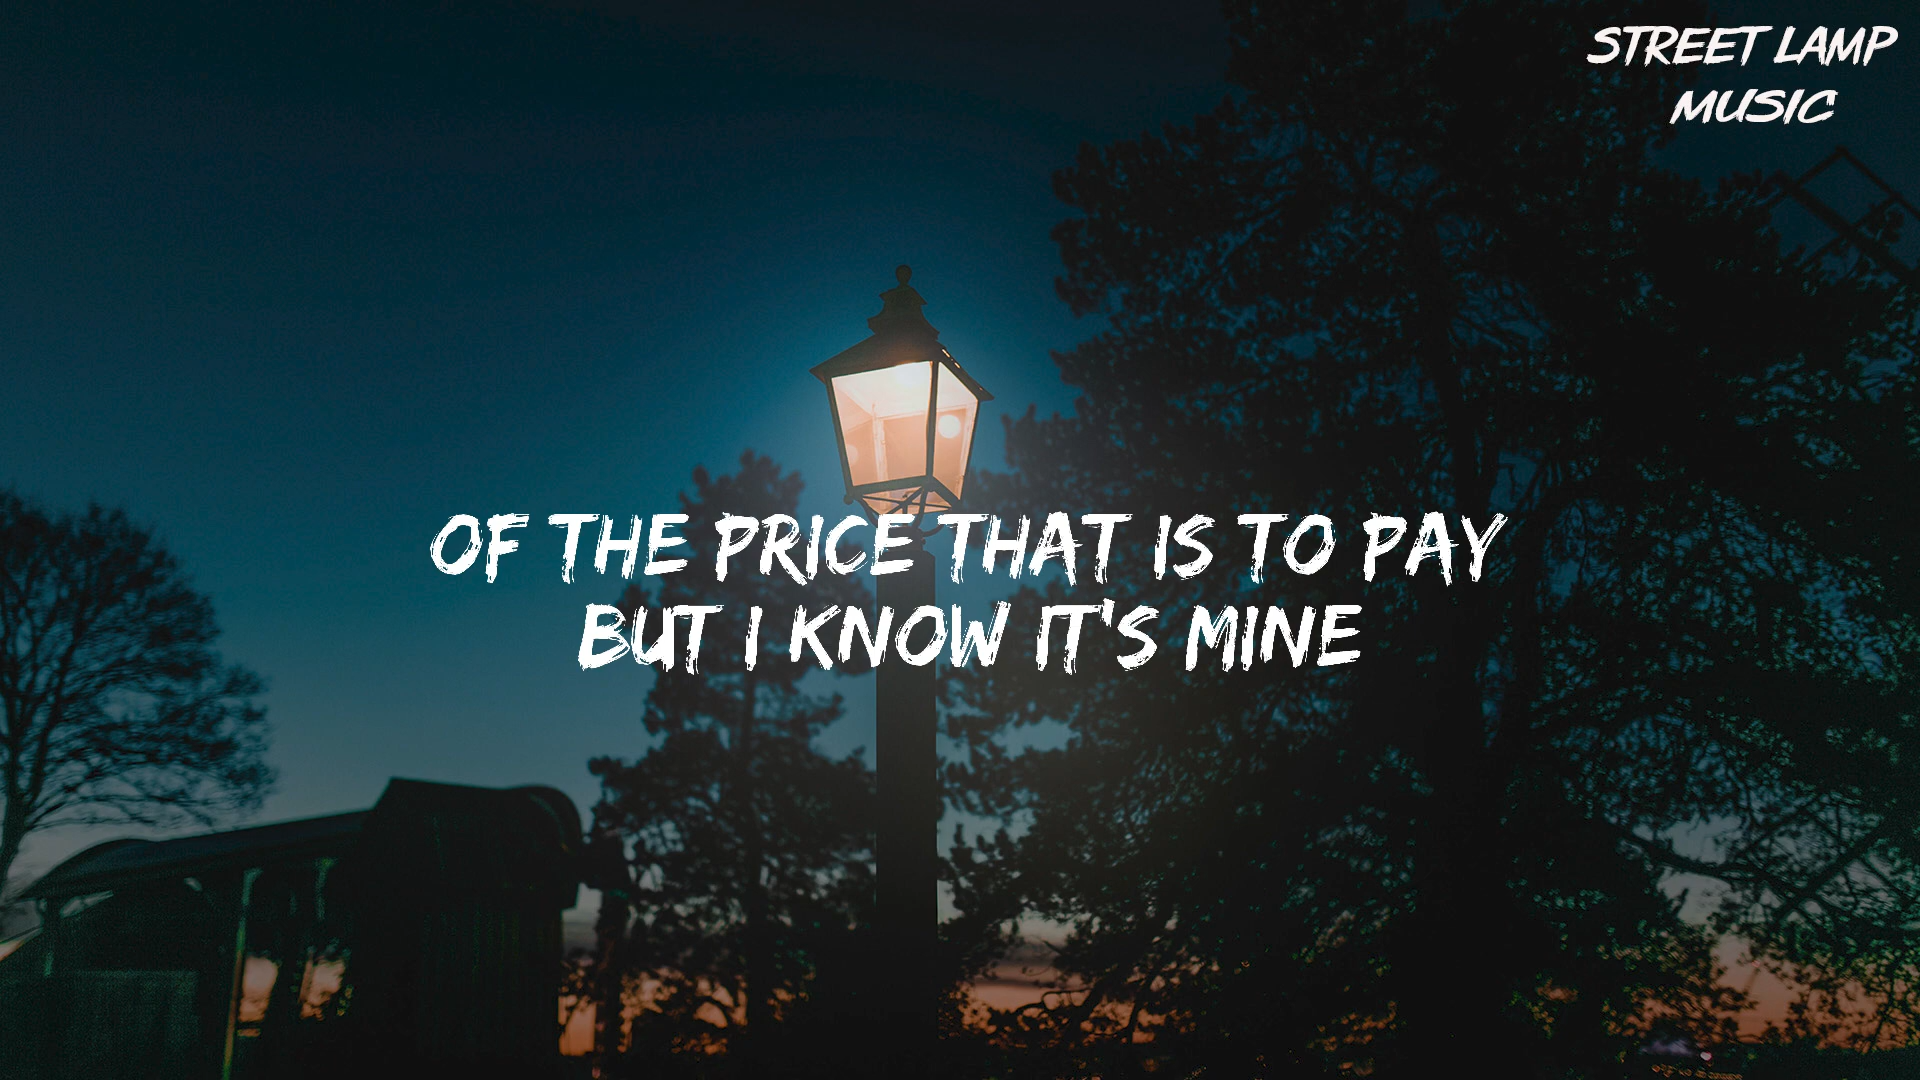 STREET LAMP
MUSIC
OF THE PRICE THAT IS TO PAY
BUT I KNOW IT'S MINE